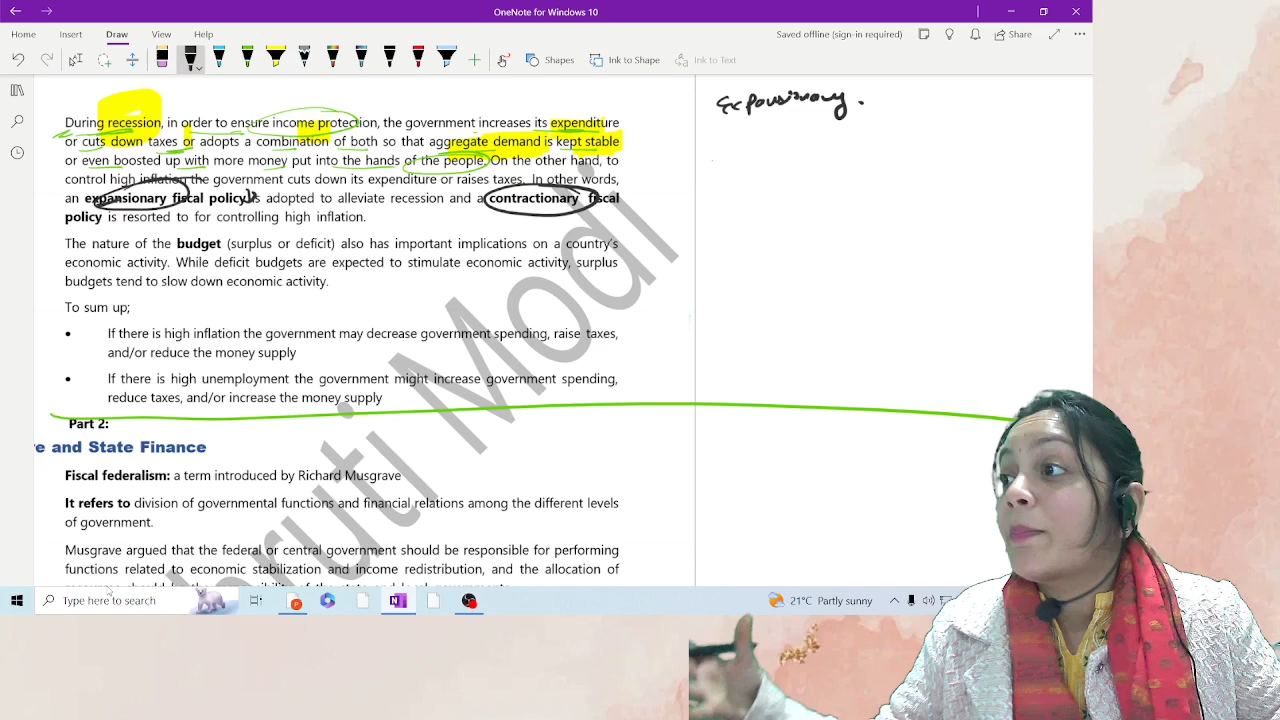 OneNote for Windows 10
Home Insert Draw View Help
Saved offline (sign-in required) Share
Shapes Ink to Shape Ink to Text
Expansionary.
During recession, in order to ensure income protection, the government increases its expenditure
or cuts down taxes or adopts a combination of both so that aggregate demand is kept stable
or even boosted up with more money put into the hands of the people. On the other hand, to
control high inflation the government cuts down its expenditure or raises taxes. In other words,
an expansionary fiscal policy is adopted to alleviate recession and a contractionary fiscal
policy is resorted to for controlling high inflation.
The nature of the budget (surplus or deficit) also has important implications on a country's
economic activity. While deficit budgets are expected to stimulate economic activity, surplus
budgets tend to slow down economic activity.
To sum up;
• If there is high inflation the government may decrease government spending, raise taxes,
and/or reduce the money supply
• If there is high unemployment the government might increase government spending,
reduce taxes, and/or increase the money supply
Part 2:
re and State Finance
Fiscal federalism: a term introduced by Richard Musgrave
It refers to division of governmental functions and financial relations among the different levels
of government.
Musgrave argued that the federal or central government should be responsible for performing
functions related to economic stabilization and income redistribution, and the allocation of
hruti Modi
Type here to search
21°C Partly sunny